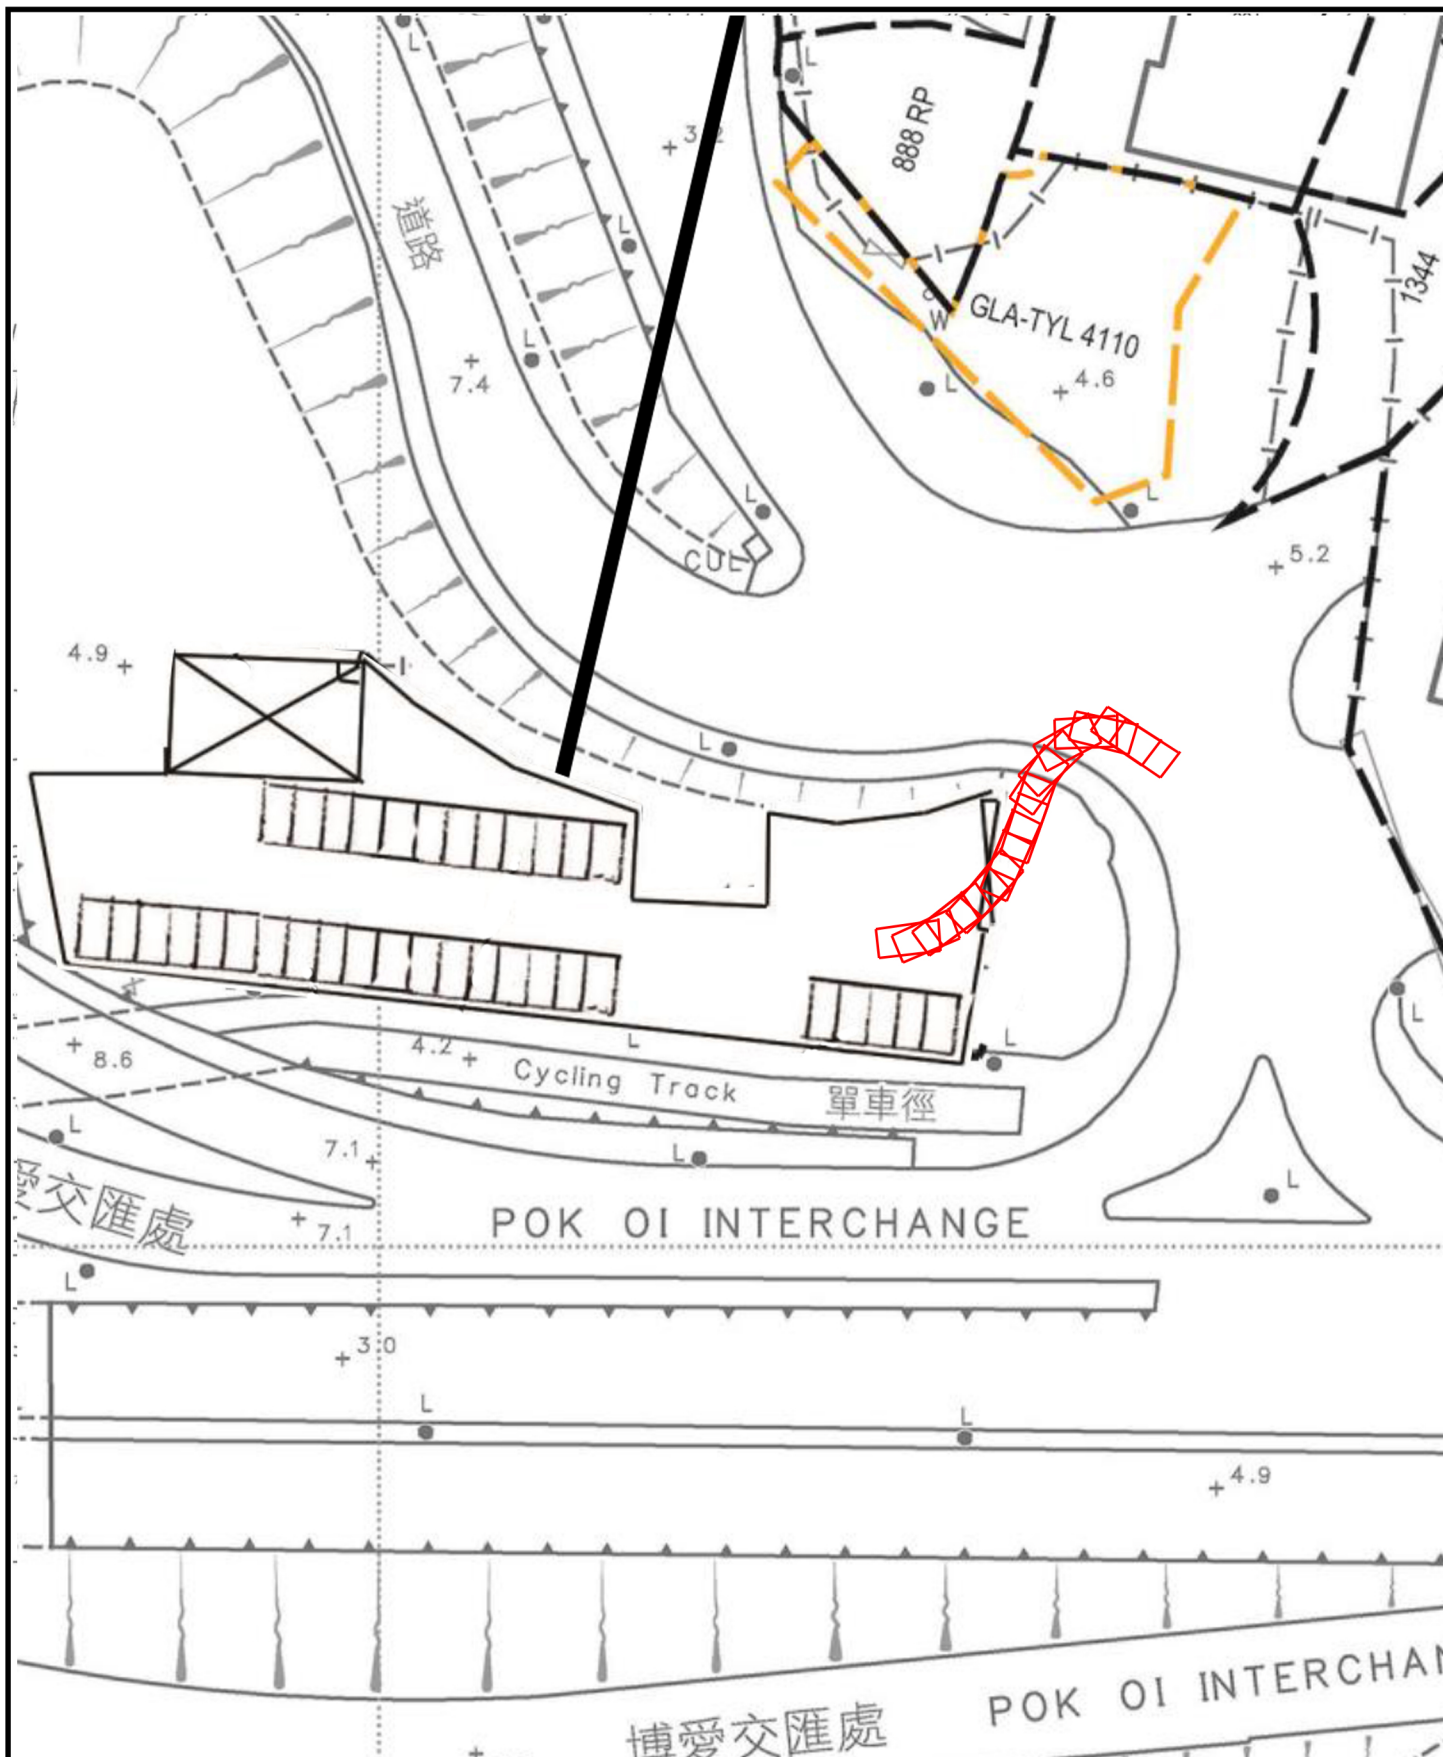 L
L
3.2
888 RP
道路
L
1344
W
GLA-TYL 4110
L
7.4
4.6
L
L
L
CUL
5.2
4.9
L
L
L
L
4.2
8.6
Cycling Track
單車徑
L
7.1
L
L
愛交匯處
7.1
POK OI INTERCHANGE
L
3.0
L
L
4.9
POK OI INTERCHAN
博愛交匯處